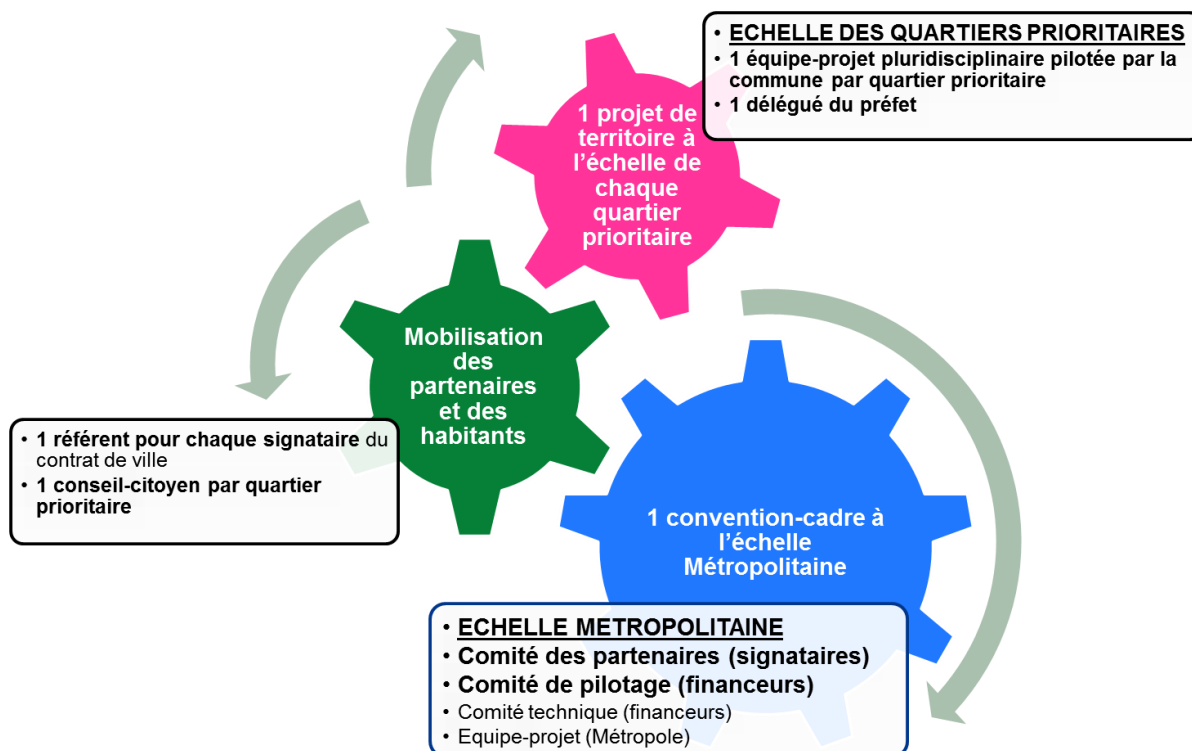 • ECHELLE DES QUARTIERS PRIORITAIRES
• 1 équipe-projet pluridisciplinaire pilotée par la
commune par quartier prioritaire
• 1 délégué du préfet
1 projet de
territoire à
l’échelle de
chaque
quartier
prioritaire
Mobilisation
des
partenaires
et des
habitants
• 1 référent pour chaque signataire du
contrat de ville
• 1 conseil-citoyen par quartier
prioritaire
1 convention-cadre à
l’échelle
Métropolitaine
• ECHELLE METROPOLITAINE
• Comité des partenaires (signataires)
• Comité de pilotage (financeurs)
• Comité technique (financeurs)
• Equipe-projet (Métropole)